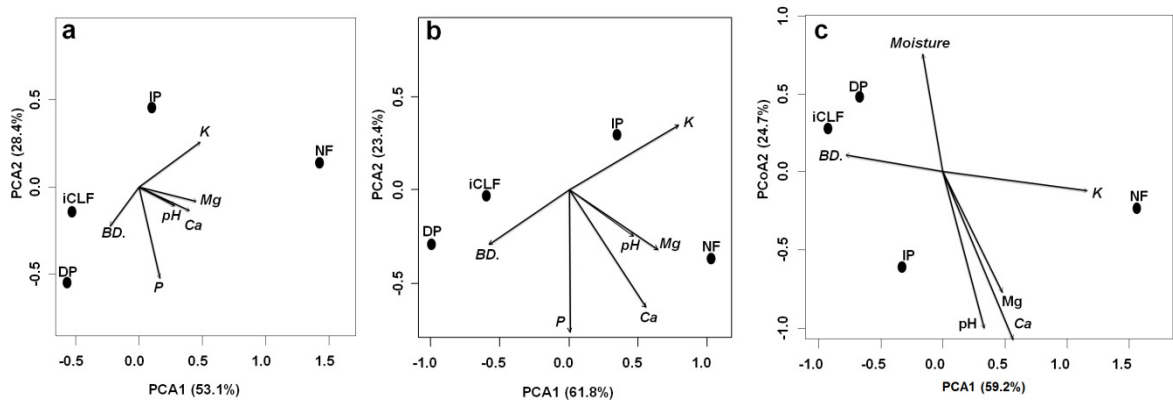 a
IP
K
NF
iCLF
Mg
pH
Ca
BD.
DP
P
0.5
0.0
-0.5
PCA2 (28.4%)
-0.5 0.0 0.5 1.0 1.5
PCA1 (53.1%)
b
IP
K
iCLF
DP
pH
Mg
BD.
NF
Ca
P
0.5
0.0
-0.5
PCA2 (23.4%)
-1.0 -0.5 0.0 0.5 1.0
PCA1 (61.8%)
c
Moisture
DP
iCLF
BD.
K
NF
IP
Mg
pH
Ca
1.0
0.5
0.0
-0.5
-1.0
PCoA2 (24.7%)
-1.0 -0.5 0.0 0.5 1.0 1.5
PCA1 (59.2%)